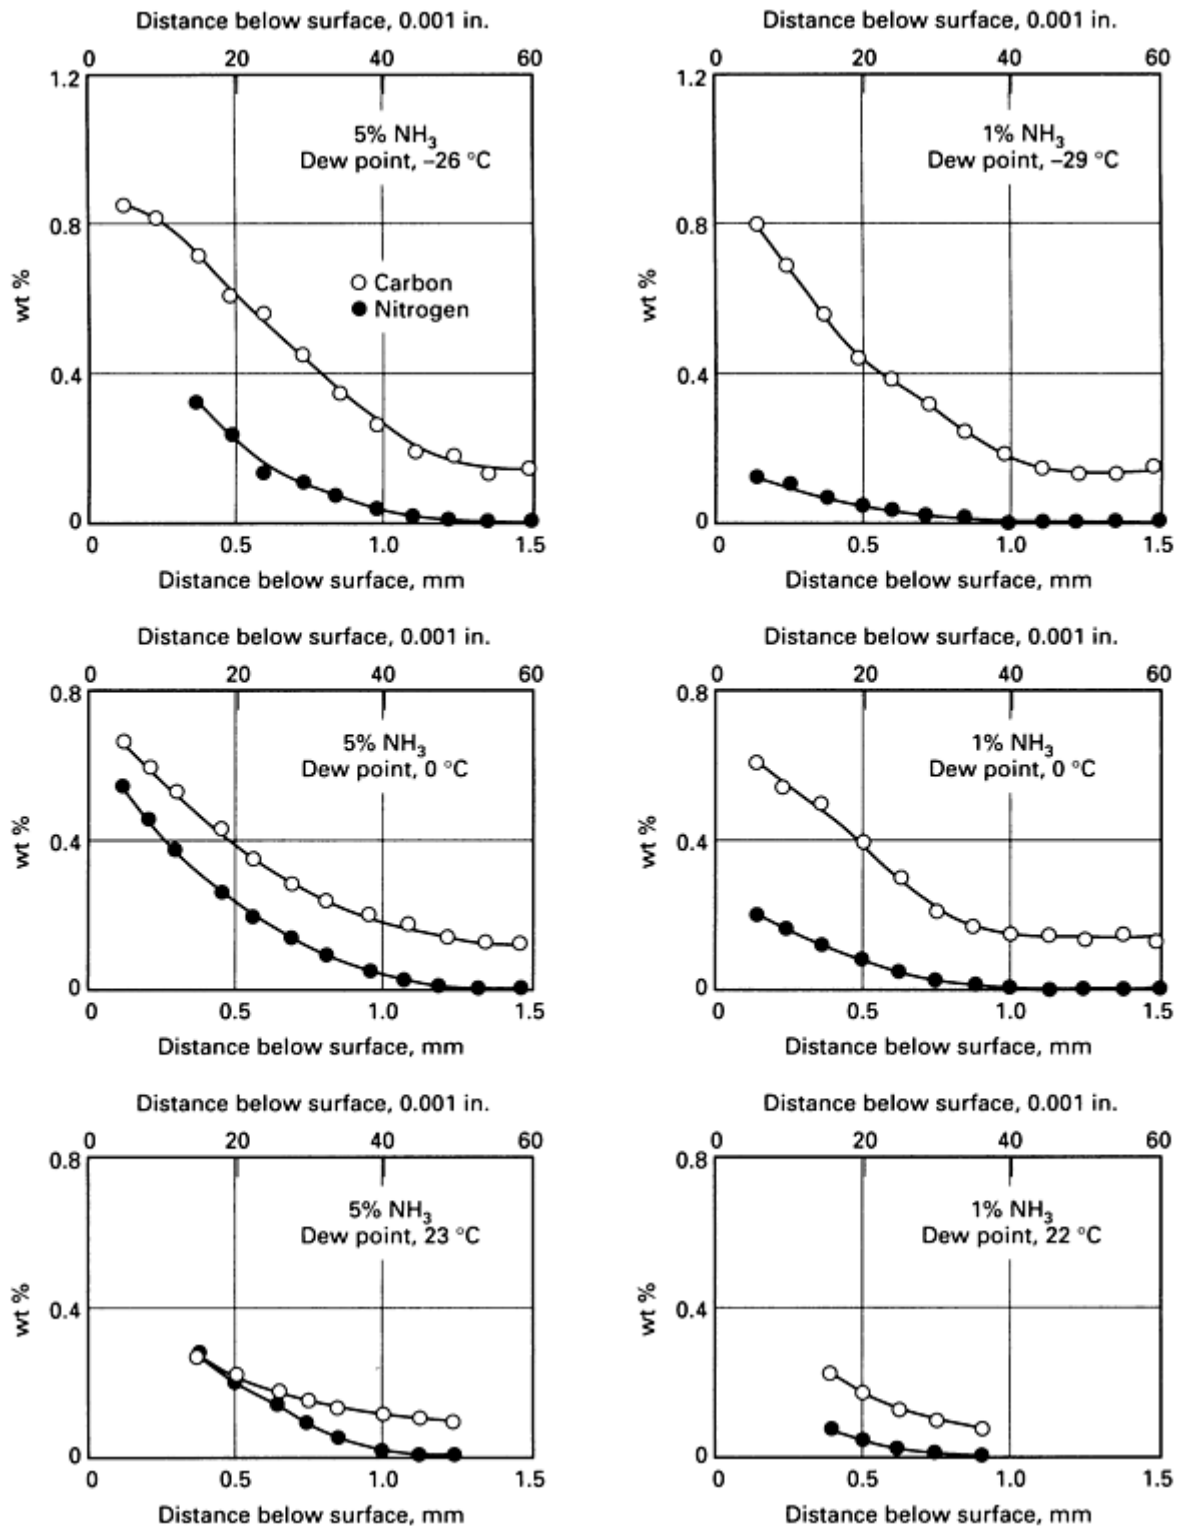 Distance below surface, 0.001 in.
0 20 40 60
1.2
5% NH3
Dew point, –26 °C
0.8
wt %
Carbon
Nitrogen
0.4
0
0 0.5 1.0 1.5
Distance below surface, mm
Distance below surface, 0.001 in.
0 20 40 60
1.2
1% NH3
Dew point, –29 °C
0.8
wt %
0.4
0
0 0.5 1.0 1.5
Distance below surface, mm
Distance below surface, 0.001 in.
0 20 40 60
0.8
5% NH3
Dew point, 0 °C
wt %
0.4
0
0 0.5 1.0 1.5
Distance below surface, mm
Distance below surface, 0.001 in.
0 20 40 60
0.8
1% NH3
Dew point, 0 °C
wt %
0.4
0
0 0.5 1.0 1.5
Distance below surface, mm
Distance below surface, 0.001 in.
0 20 40 60
0.8
5% NH3
Dew point, 23 °C
wt %
0.4
0
0 0.5 1.0 1.5
Distance below surface, mm
Distance below surface, 0.001 in.
0 20 40 60
0.8
1% NH3
Dew point, 22 °C
wt %
0.4
0
0 0.5 1.0 1.5
Distance below surface, mm